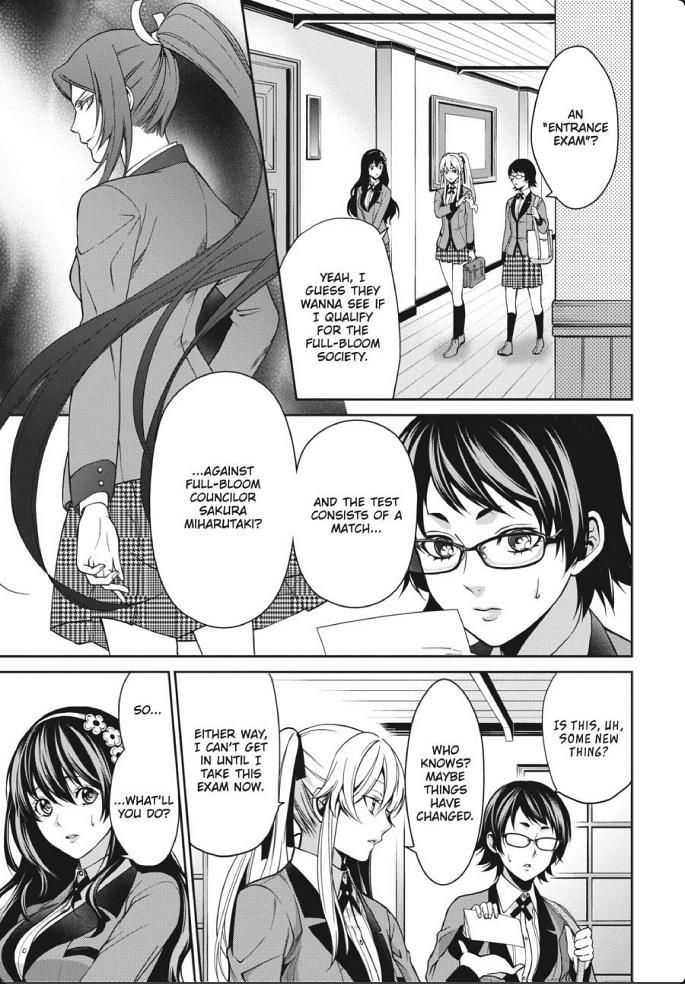 AN
"ENTRANCE
EXAM"?
YEAH, I
GUESS THEY
WANNA SEE IF
I QUALIFY
FOR THE
FULL-BLOOM
SOCIETY.
AND THE TEST
CONSISTS OF A
MATCH...
...AGAINST
FULL-BLOOM
COUNCILOR
SAKURA
MIHARUTAKI?
IS THIS, UH,
SOME NEW
THING?
WHO
KNOWS?
MAYBE
THINGS
HAVE
CHANGED.
EITHER WAY,
I CAN'T GET
IN UNTIL I
TAKE THIS
EXAM NOW.
SO...
...WHAT'LL
YOU DO?